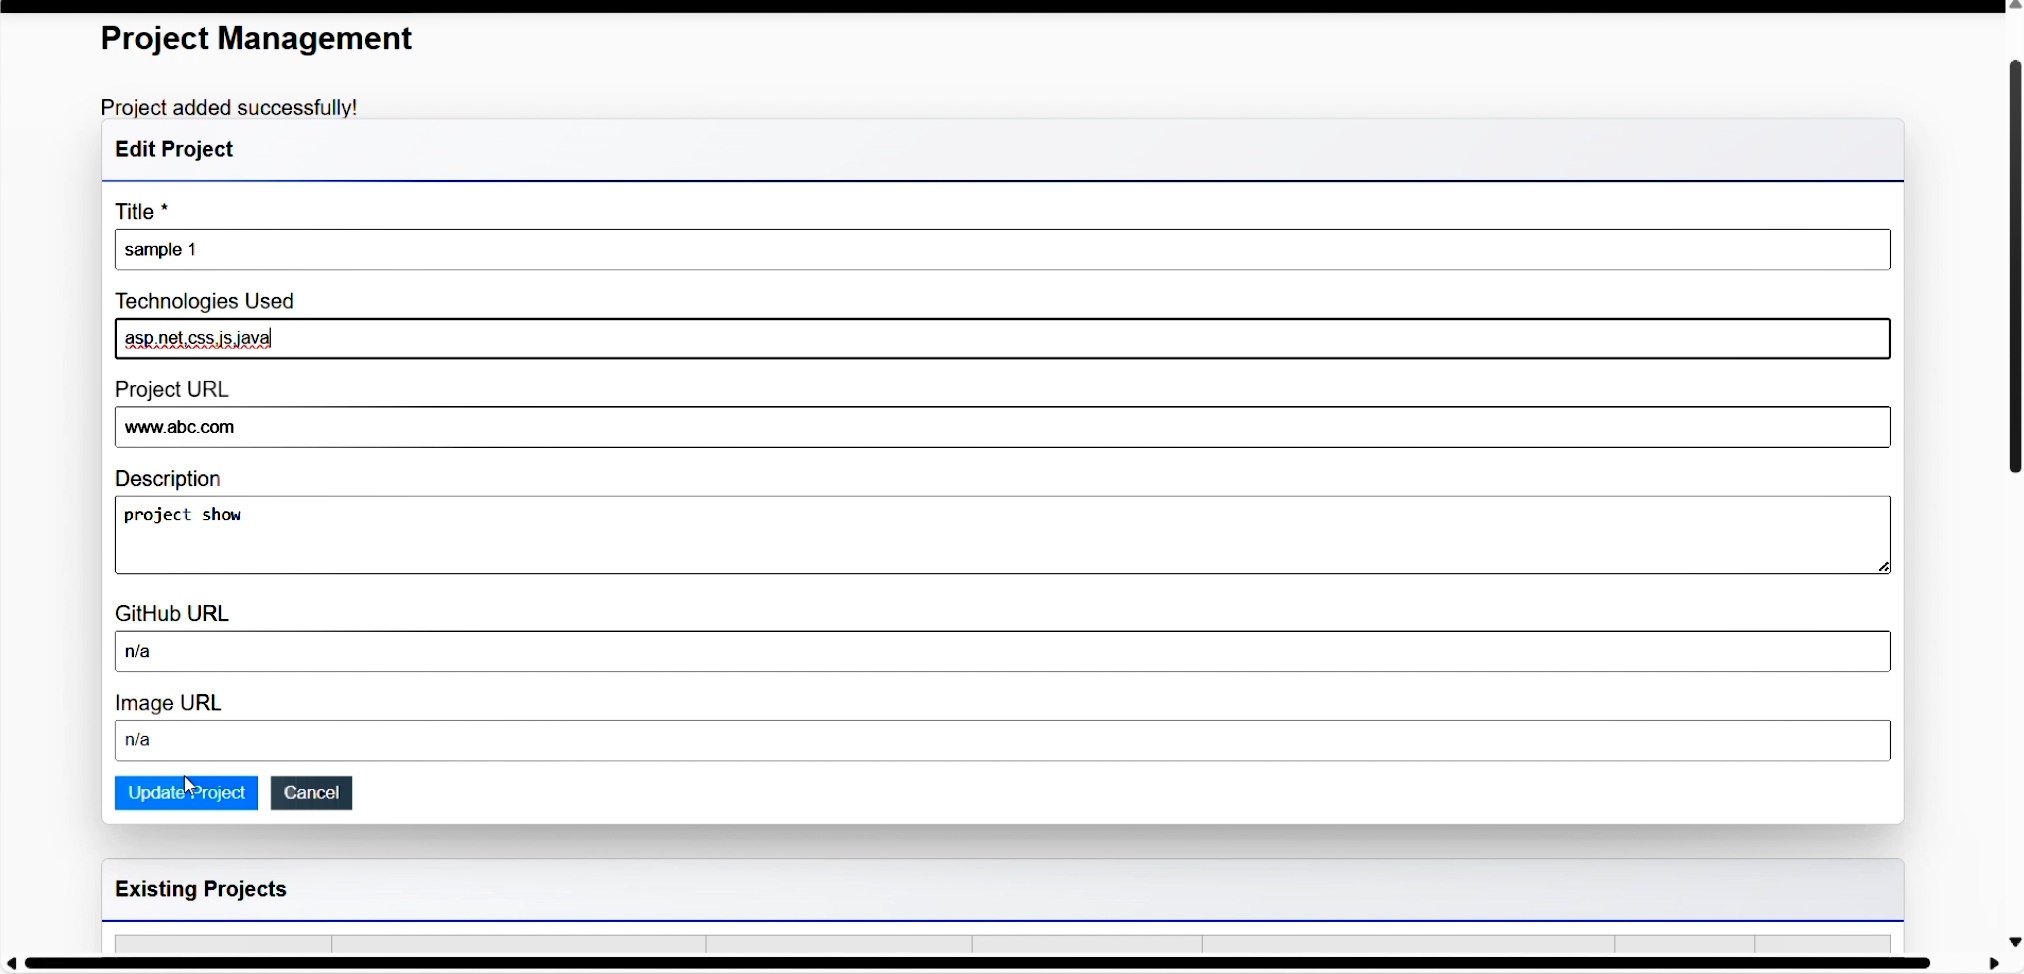 Project Management
Project added successfully!
Edit Project
Title *
sample 1
Technologies Used
asp.net,css,js,java
Project URL
www.abc.com
Description
project show
GitHub URL
n/a
Image URL
n/a
Update Project Cancel
Existing Projects